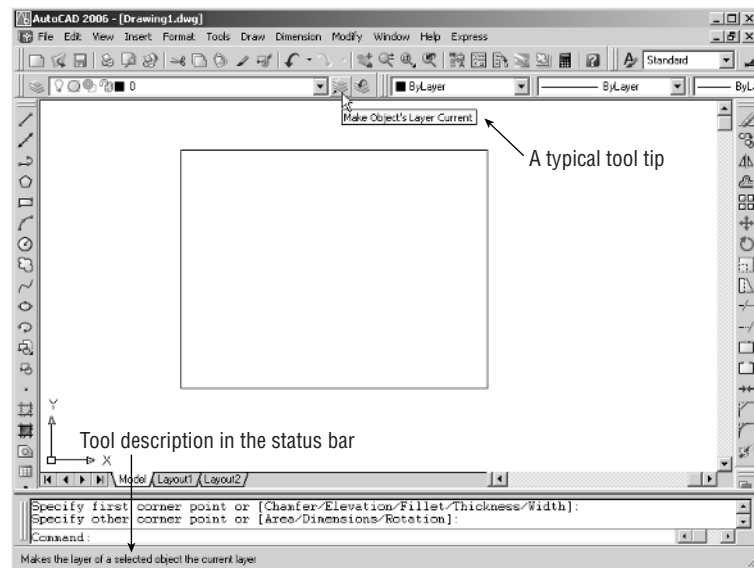 AutoCAD 2006 - [Drawing1.dwg]
File Edit View Insert Format Tools Draw Dimension Modify Window Help Express
Standard
0 ByLayer ByLayer ByL
Make Object's Layer Current
A typical tool tip
Y
Tool description in the status bar
X
Model Layout1 Layout2
Specify first corner point or [Chamfer/Elevation/Fillet/Thickness/Width]:
Specify other corner point or [Area/Dimensions/Rotation]:
Command:
Makes the layer of a selected object the current layer